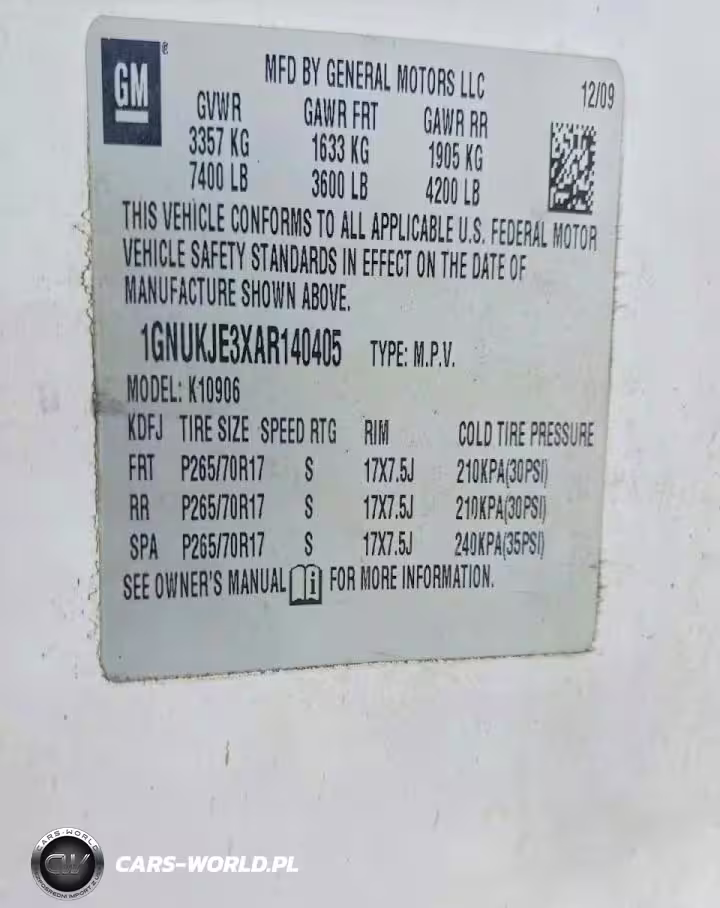 GM
®
MFD BY GENERAL MOTORS LLC
12/09
GVWR GAWR FRT GAWR RR
3357 KG 1633 KG 1905 KG
7400 LB 3600 LB 4200 LB
THIS VEHICLE CONFORMS TO ALL APPLICABLE U.S. FEDERAL MOTOR
VEHICLE SAFETY STANDARDS IN EFFECT ON THE DATE OF
MANUFACTURE SHOWN ABOVE.
1GNUKJE3XAR140405 TYPE: M.P.V.
MODEL: K10906
KDFJ TIRE SIZE SPEED RTG RIM COLD TIRE PRESSURE
FRT P265/70R17 S 17X7.5J 210KPA(30PSI)
RR P265/70R17 S 17X7.5J 210KPA(30PSI)
SPA P265/70R17 S 17X7.5J 240KPA(35PSI)
SEE OWNER'S MANUAL i FOR MORE INFORMATION.
CARS-WORLD
CW
CARS-WORLD.PL